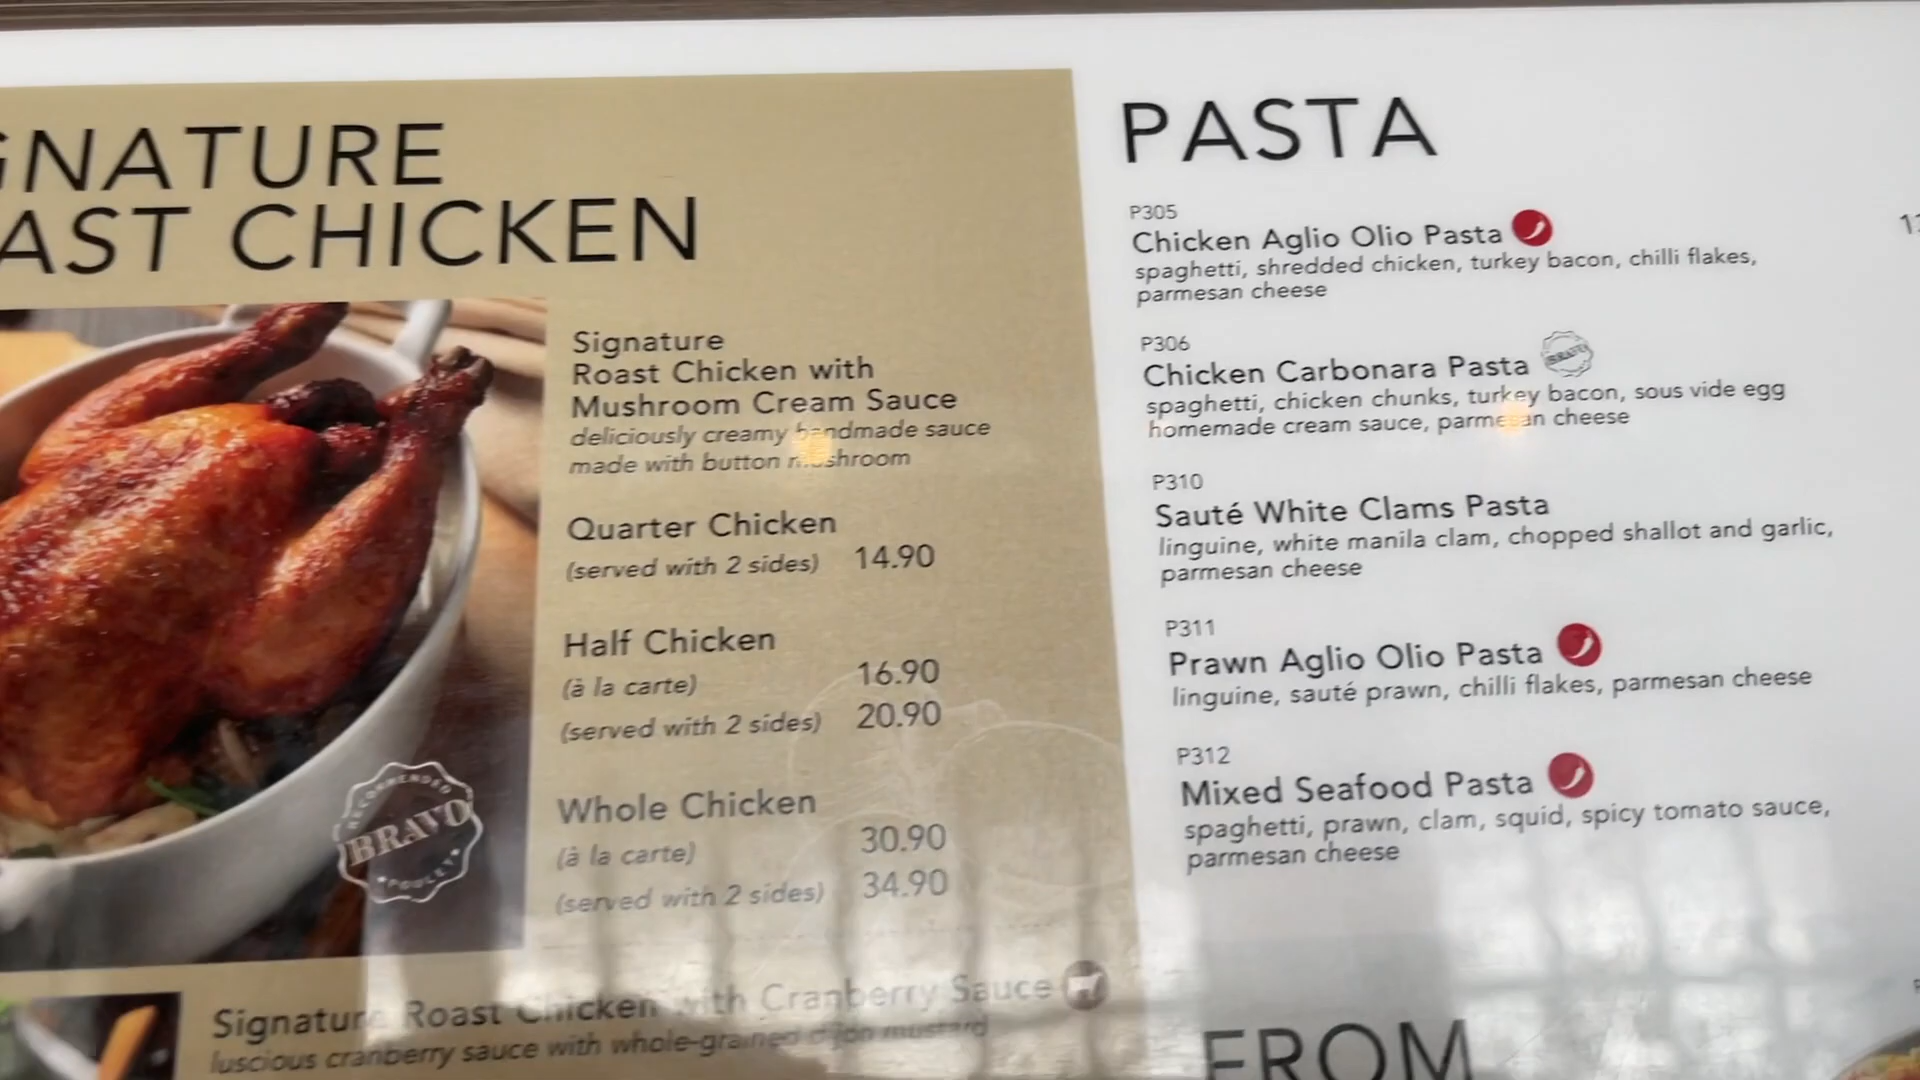 GNATURE
AST CHICKEN
Signature
Roast Chicken with
Mushroom Cream Sauce
deliciously creamy handmade sauce
made with button mushroom
Quarter Chicken
(served with 2 sides) 14.90
Half Chicken
(à la carte) 16.90
(served with 2 sides) 20.90
Whole Chicken
(à la carte) 30.90
(served with 2 sides) 34.90
RECOMMENDED
BRAVO
POULET
Signature Roast Chicken with Cranberry Sauce
luscious cranberry sauce with whole-grained dijon mustard
PASTA
P305
Chicken Aglio Olio Pasta
spaghetti, shredded chicken, turkey bacon, chilli flakes,
parmesan cheese
P306
Chicken Carbonara Pasta
spaghetti, chicken chunks, turkey bacon, sous vide egg
homemade cream sauce, parmesan cheese
P310
Sauté White Clams Pasta
linguine, white manila clam, chopped shallot and garlic,
parmesan cheese
P311
Prawn Aglio Olio Pasta
linguine, sauté prawn, chilli flakes, parmesan cheese
P312
Mixed Seafood Pasta
spaghetti, prawn, clam, squid, spicy tomato sauce,
parmesan cheese
FROM